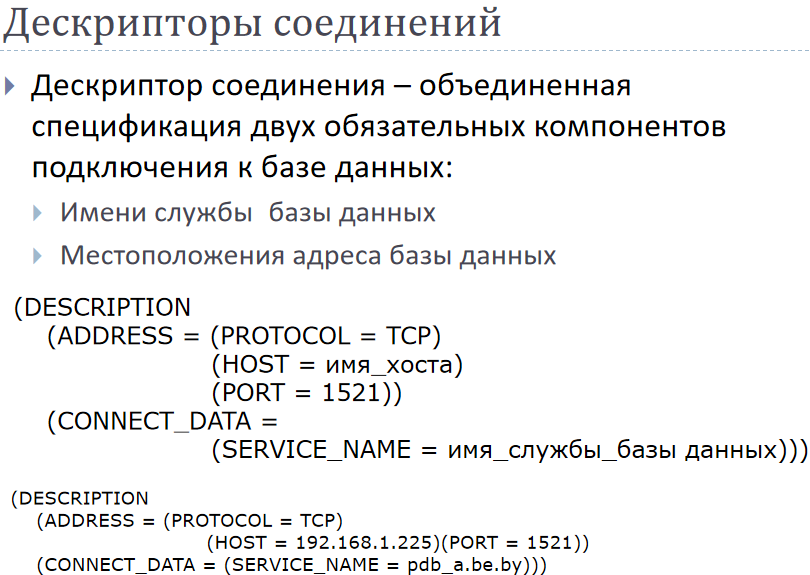 Дескрипторы соединений
Дескриптор соединения – объединенная
спецификация двух обязательных компонентов
подключения к базе данных:
Имени службы базы данных
Местоположения адреса базы данных
(DESCRIPTION
(ADDRESS = (PROTOCOL = TCP)
(HOST = имя_хоста)
(PORT = 1521))
(CONNECT_DATA =
(SERVICE_NAME = имя_службы_базы данных)))
(DESCRIPTION
(ADDRESS = (PROTOCOL = TCP)
(HOST = 192.168.1.225)(PORT = 1521))
(CONNECT_DATA = (SERVICE_NAME = pdb_a.be.by)))